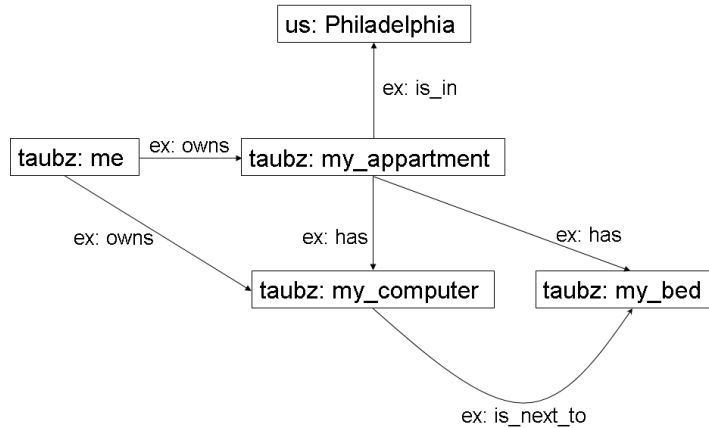 us: Philadelphia
ex: is_in
taubz: me
ex: owns
taubz: my_appartment
ex: owns
ex: has
ex: has
taubz: my_computer
taubz: my_bed
ex: is_next_to